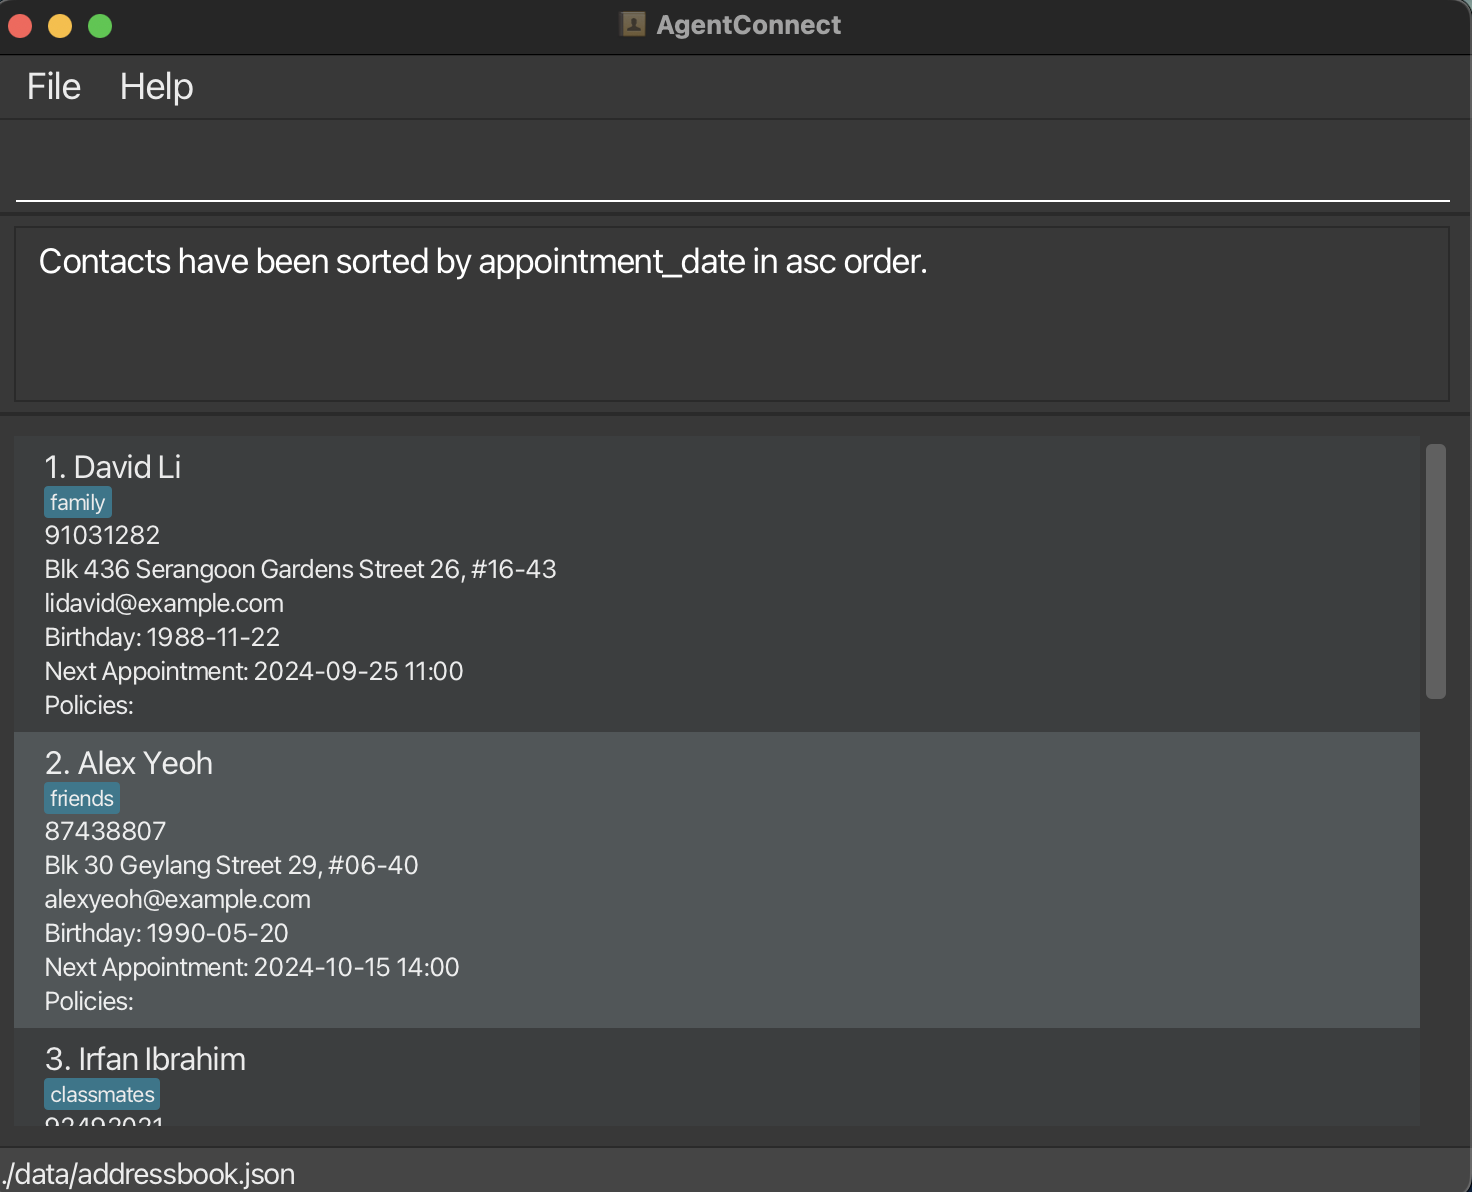 AgentConnect
File Help
Contacts have been sorted by appointment_date in asc order.
1. David Li
family
91031282
Blk 436 Serangoon Gardens Street 26, #16-43
lidavid@example.com
Birthday: 1988-11-22
Next Appointment: 2024-09-25 11:00
Policies:
2. Alex Yeoh
friends
87438807
Blk 30 Geylang Street 29, #06-40
alexyeoh@example.com
Birthday: 1990-05-20
Next Appointment: 2024-10-15 14:00
Policies:
3. Irfan Ibrahim
classmates
./data/addressbook.json